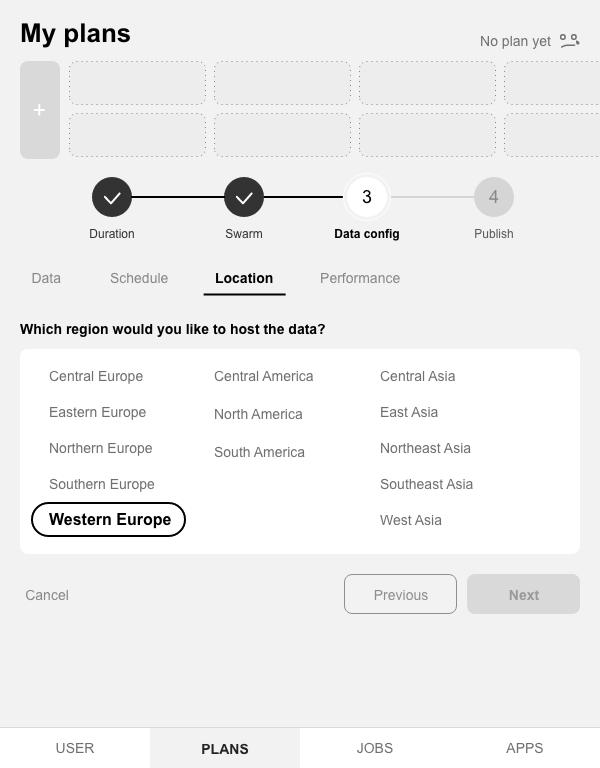 My plans
No plan yet
+
3
4
Duration
Swarm
Data config
Publish
Data
Schedule
Location
Performance
Which region would you like to host the data?
Central Europe
Central America
Central Asia
Eastern Europe
North America
East Asia
Northern Europe
South America
Northeast Asia
Southern Europe
Southeast Asia
Western Europe
West Asia
Cancel
Previous
Next
USER
PLANS
JOBS
APPS